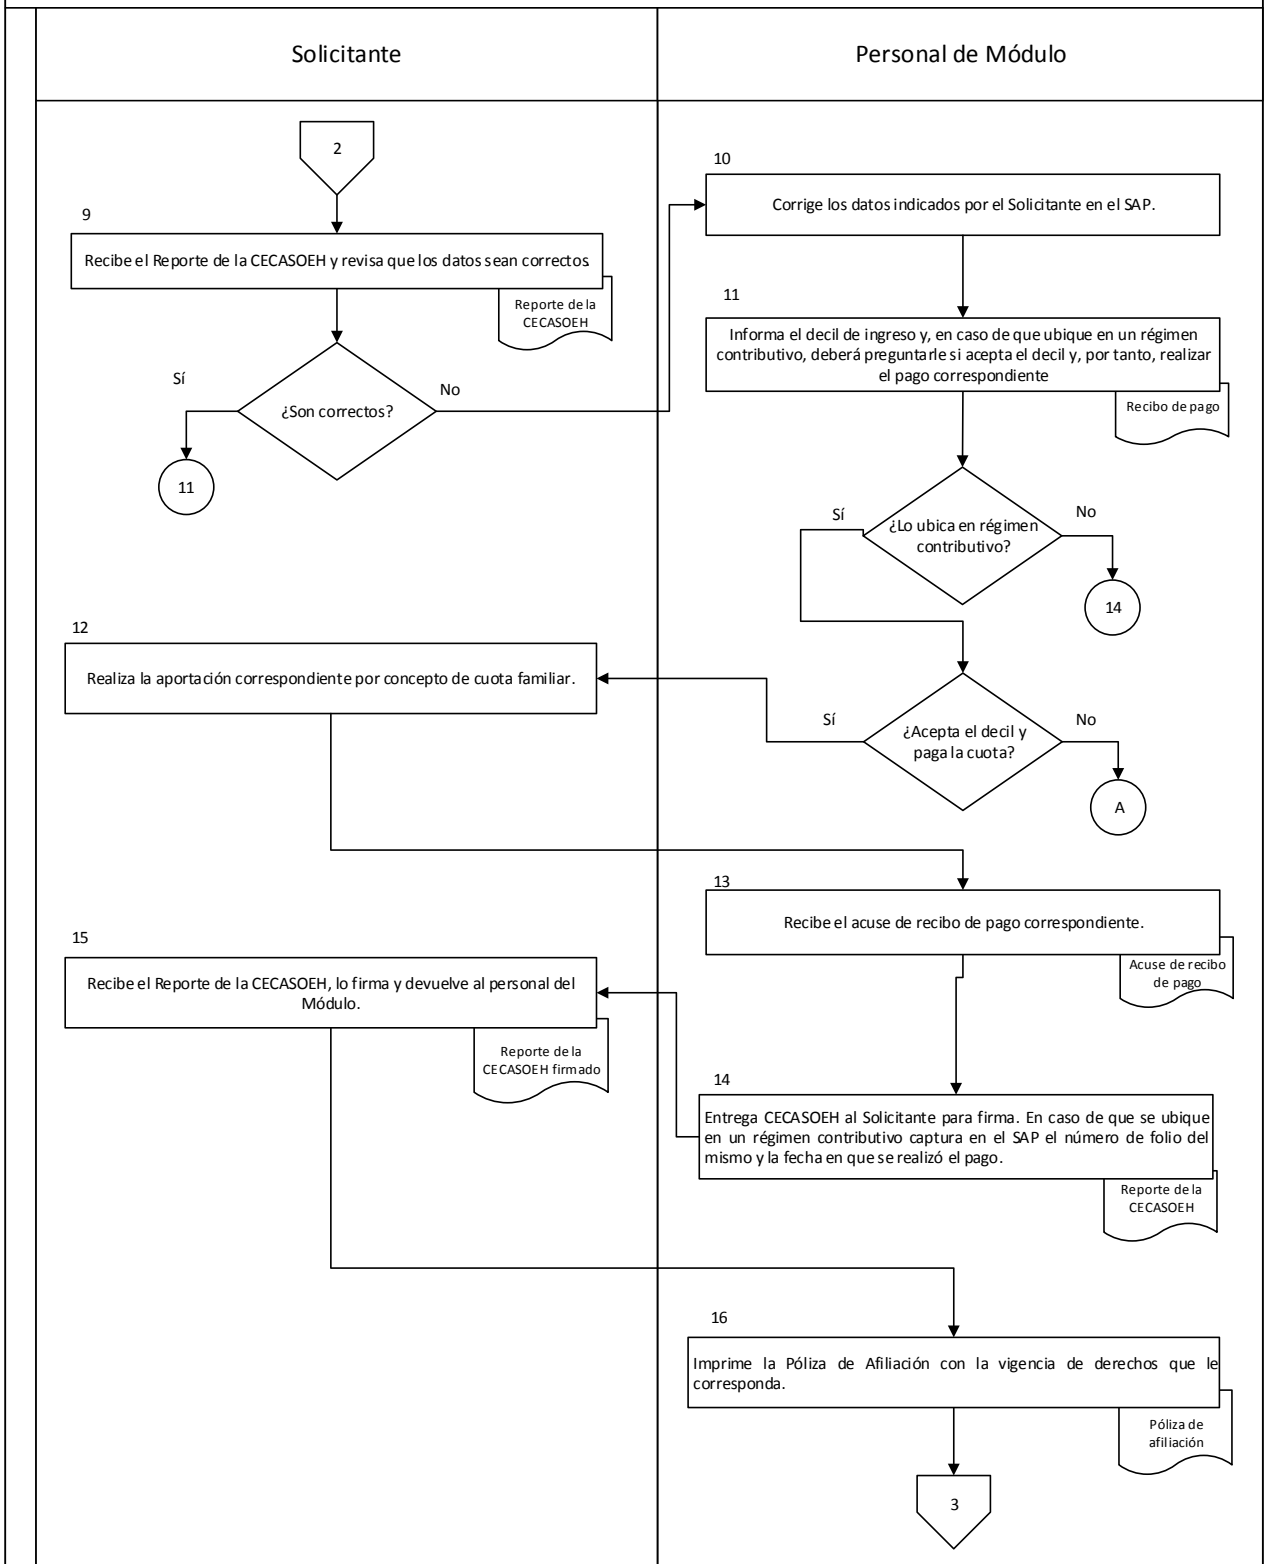 Solicitante
Personal de Módulo
2
9
Recibe el Reporte de la CECASOEH y revisa que los datos sean correctos.
Reporte de la
CECASOEH
¿Son correctos?
Sí
No
11
10
Corrige los datos indicados por el Solicitante en el SAP.
11
Informa el decil de ingreso y, en caso de que ubique en un régimen
contributivo, deberá preguntarle si acepta el decil y, por tanto, realizar
el pago correspondiente
Recibo de pago
¿Lo ubica en régimen
contributivo?
Sí
No
14
12
Realiza la aportación correspondiente por concepto de cuota familiar.
¿Acepta el decil y
paga la cuota?
Sí
No
A
13
Recibe el acuse de recibo de pago correspondiente.
Acuse de recibo
de pago
15
Recibe el Reporte de la CECASOEH, lo firma y devuelve al personal del
Módulo.
Reporte de la
CECASOEH firmado
14
Entrega CECASOEH al Solicitante para firma. En caso de que se ubique
en un régimen contributivo captura en el SAP el número de folio del
mismo y la fecha en que se realizó el pago.
Reporte de la
CECASOEH
16
Imprime la Póliza de Afiliación con la vigencia de derechos que le
corresponda.
Póliza de
afiliación
3